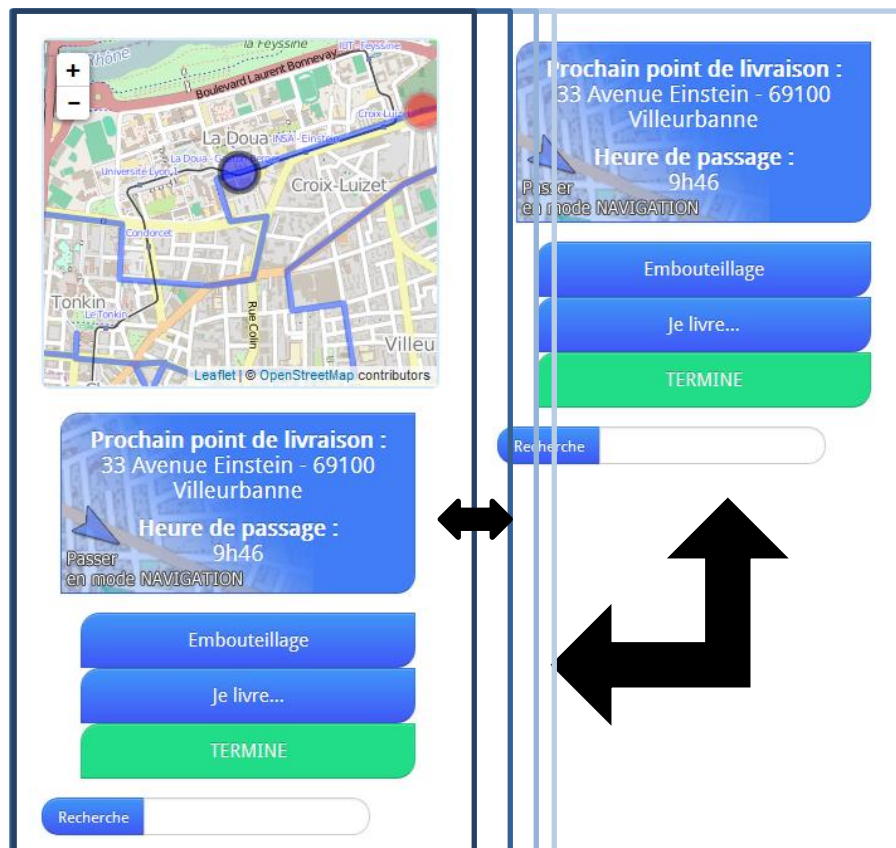 la Feyssine
IUT - Feyssine
Rhône
+
−
Boulevard Laurent Bonnevay
Croix-Luizet
La Doua
INSA - Einstein
La Doua - Gaston Berger
Université Lyon 1
Croix-Luizet
Condorcet
Tonkin
Le Tonkin
Rue Colin
Villeu
Leaflet | © OpenStreetMap contributors
Prochain point de livraison :
33 Avenue Einstein - 69100
Villeurbanne
Heure de passage :
9h46
Passer
en mode NAVIGATION
Embouteillage
Je livre...
TERMINE
Recherche
Prochain point de livraison :
33 Avenue Einstein - 69100
Villeurbanne
Heure de passage :
9h46
Passer
en mode NAVIGATION
Embouteillage
Je livre...
TERMINE
Recherche